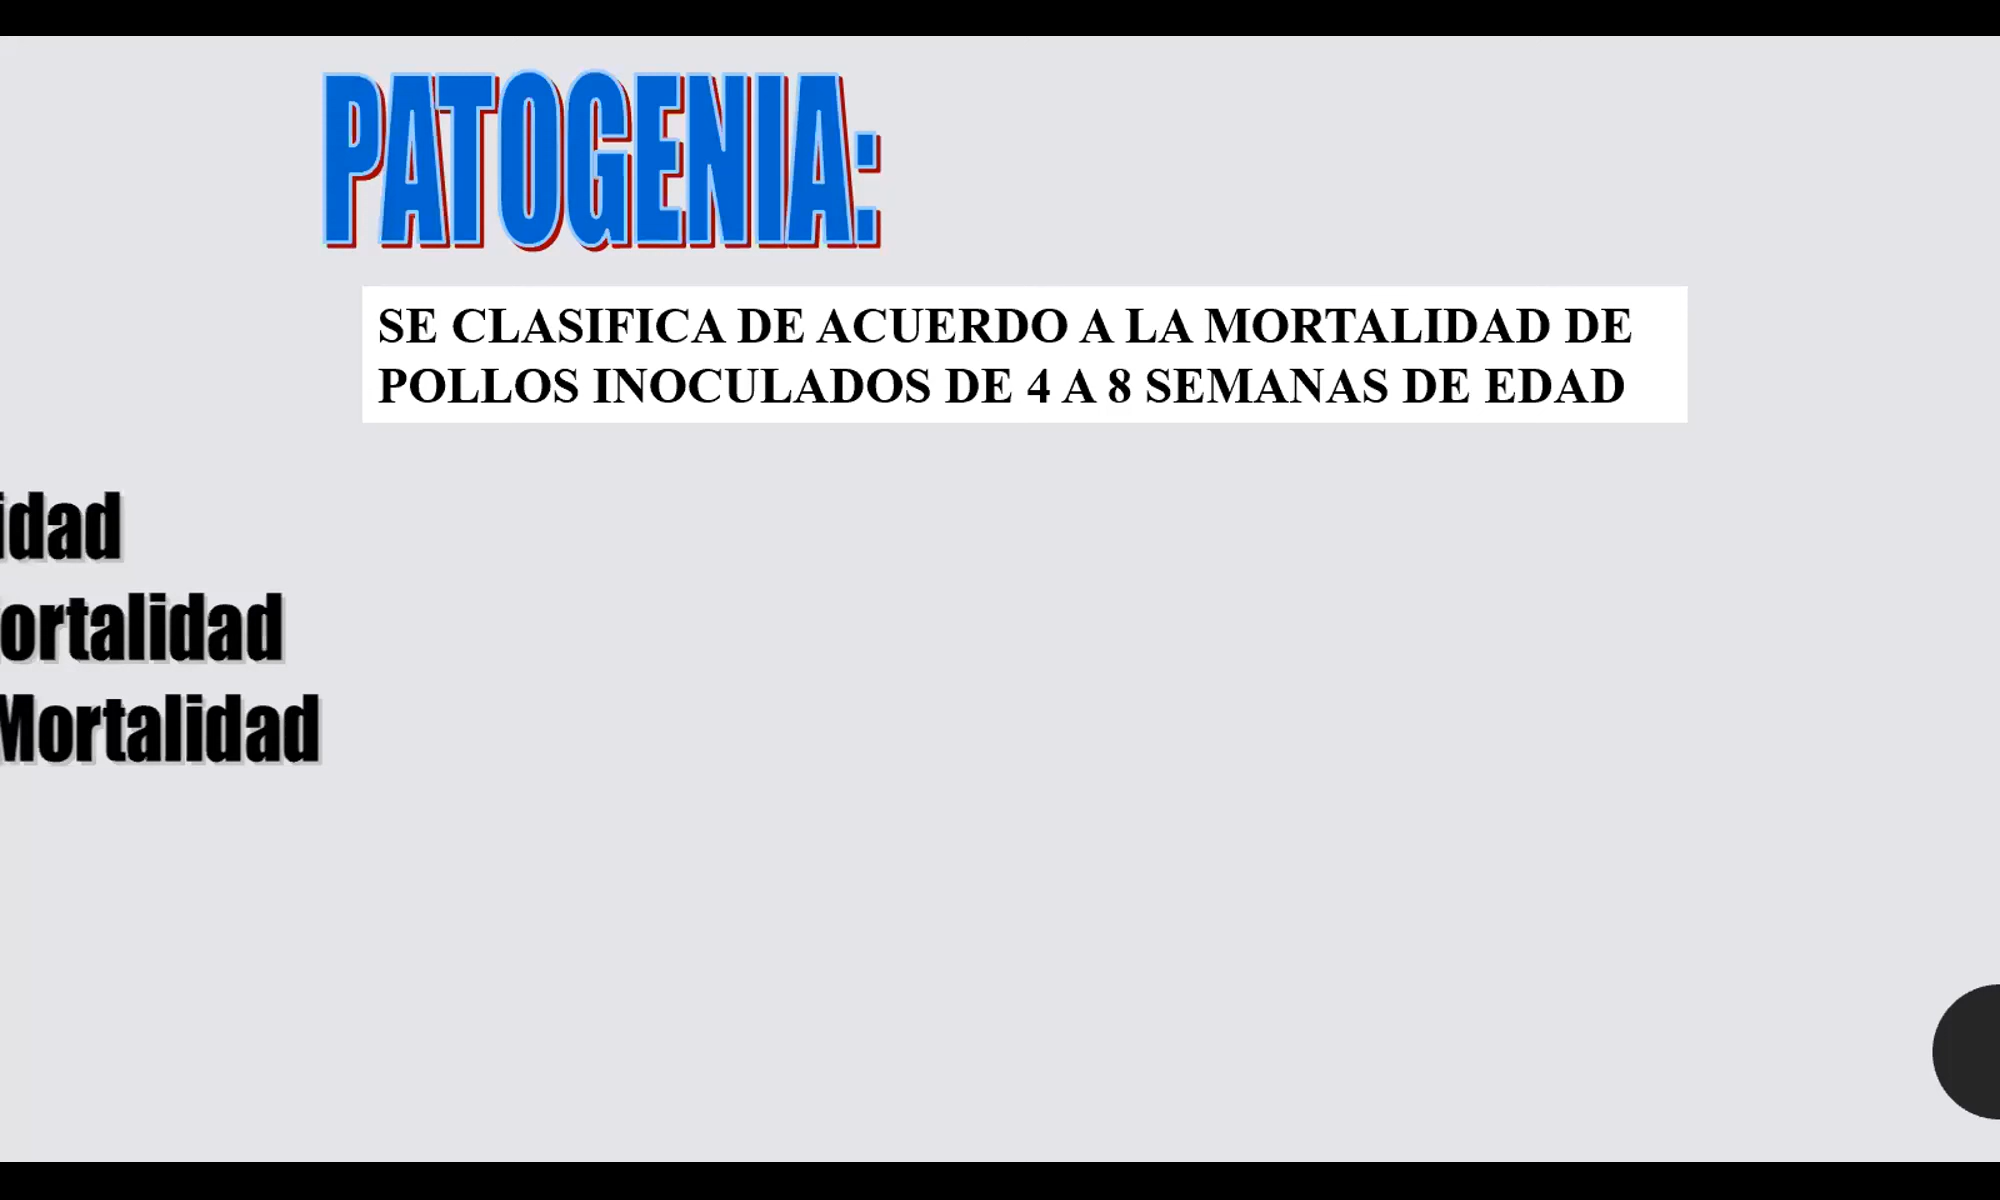 PATOGENIA:
SE CLASIFICA DE ACUERDO A LA MORTALIDAD DE
POLLOS INOCULADOS DE 4 A 8 SEMANAS DE EDAD
idad
ortalidad
Mortalidad